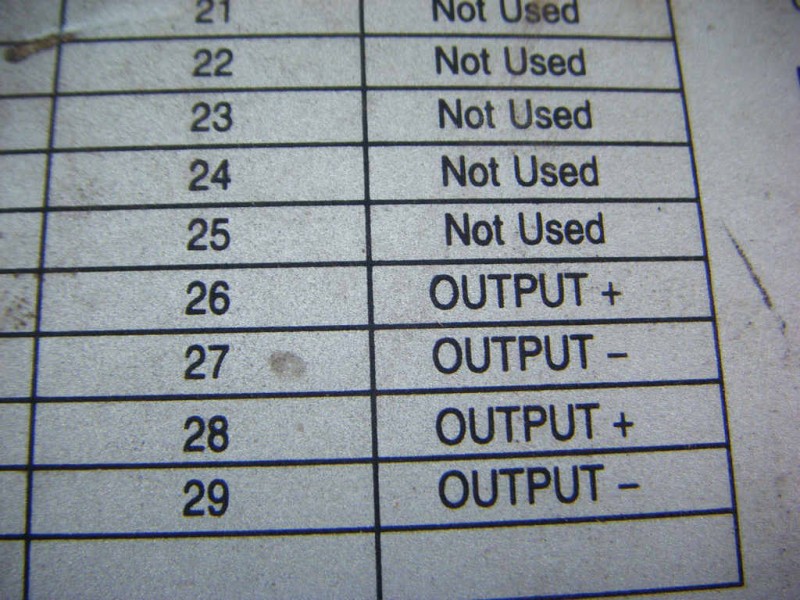 21 Not Used
22 Not Used
23 Not Used
24 Not Used
25 Not Used
26 OUTPUT +
27 OUTPUT –
28 OUTPUT +
29 OUTPUT –